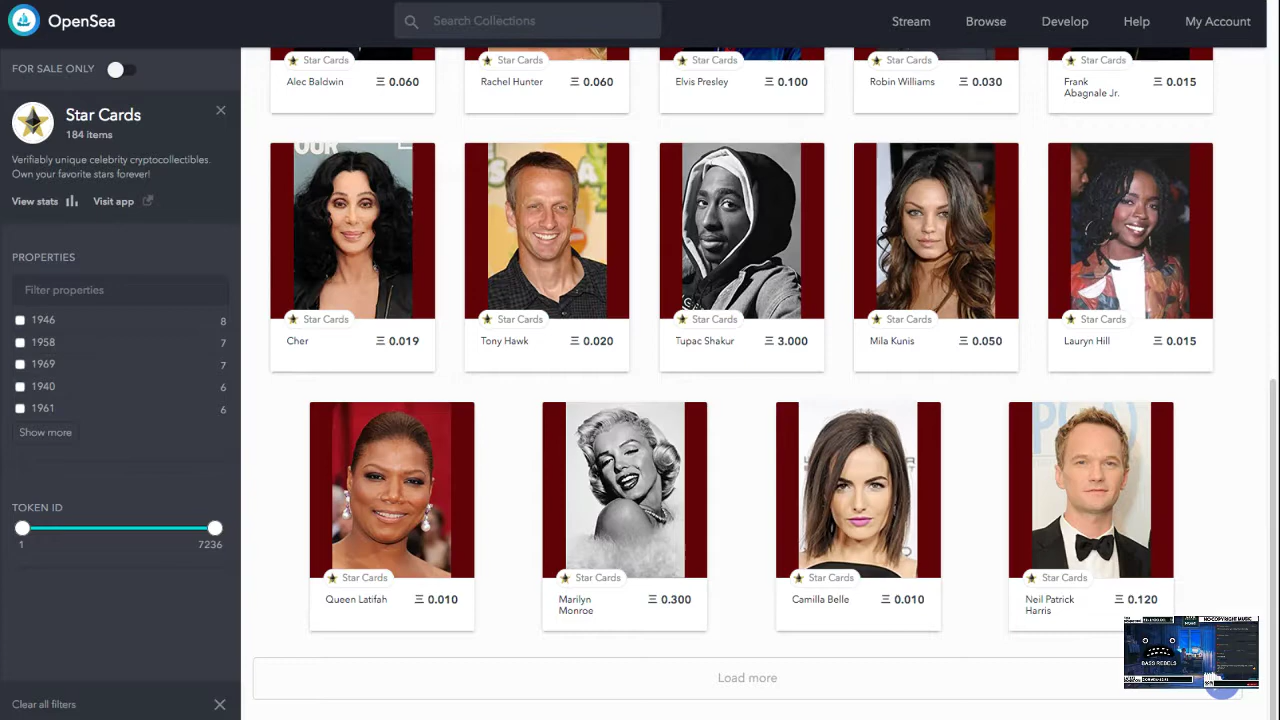 OpenSea
Search Collections
Stream
Browse
Develop
Help
My Account
FOR SALE ONLY
Star Cards
184 items
Verifiably unique celebrity cryptocollectibles.
Own your favorite stars forever!
View stats
Visit app
PROPERTIES
Filter properties
1946 8
1958 7
1969 7
1940 6
1961 6
Show more
TOKEN ID
1 7236
Clear all filters
Star Cards
Alec Baldwin
0.060
Star Cards
Rachel Hunter
0.060
Star Cards
Elvis Presley
0.100
Star Cards
Robin Williams
0.030
Star Cards
Frank
Abagnale Jr.
0.015
OUR
Star Cards
Cher
0.019
Star Cards
Tony Hawk
0.020
Star Cards
Tupac Shakur
3.000
Star Cards
Mila Kunis
0.050
Star Cards
Lauryn Hill
0.015
Star Cards
Queen Latifah
0.010
Star Cards
Marilyn
Monroe
0.300
Star Cards
Camilla Belle
0.010
Star Cards
Neil Patrick
Harris
0.120
Load more
NO COPYRIGHT MUSIC
BASS REBELS